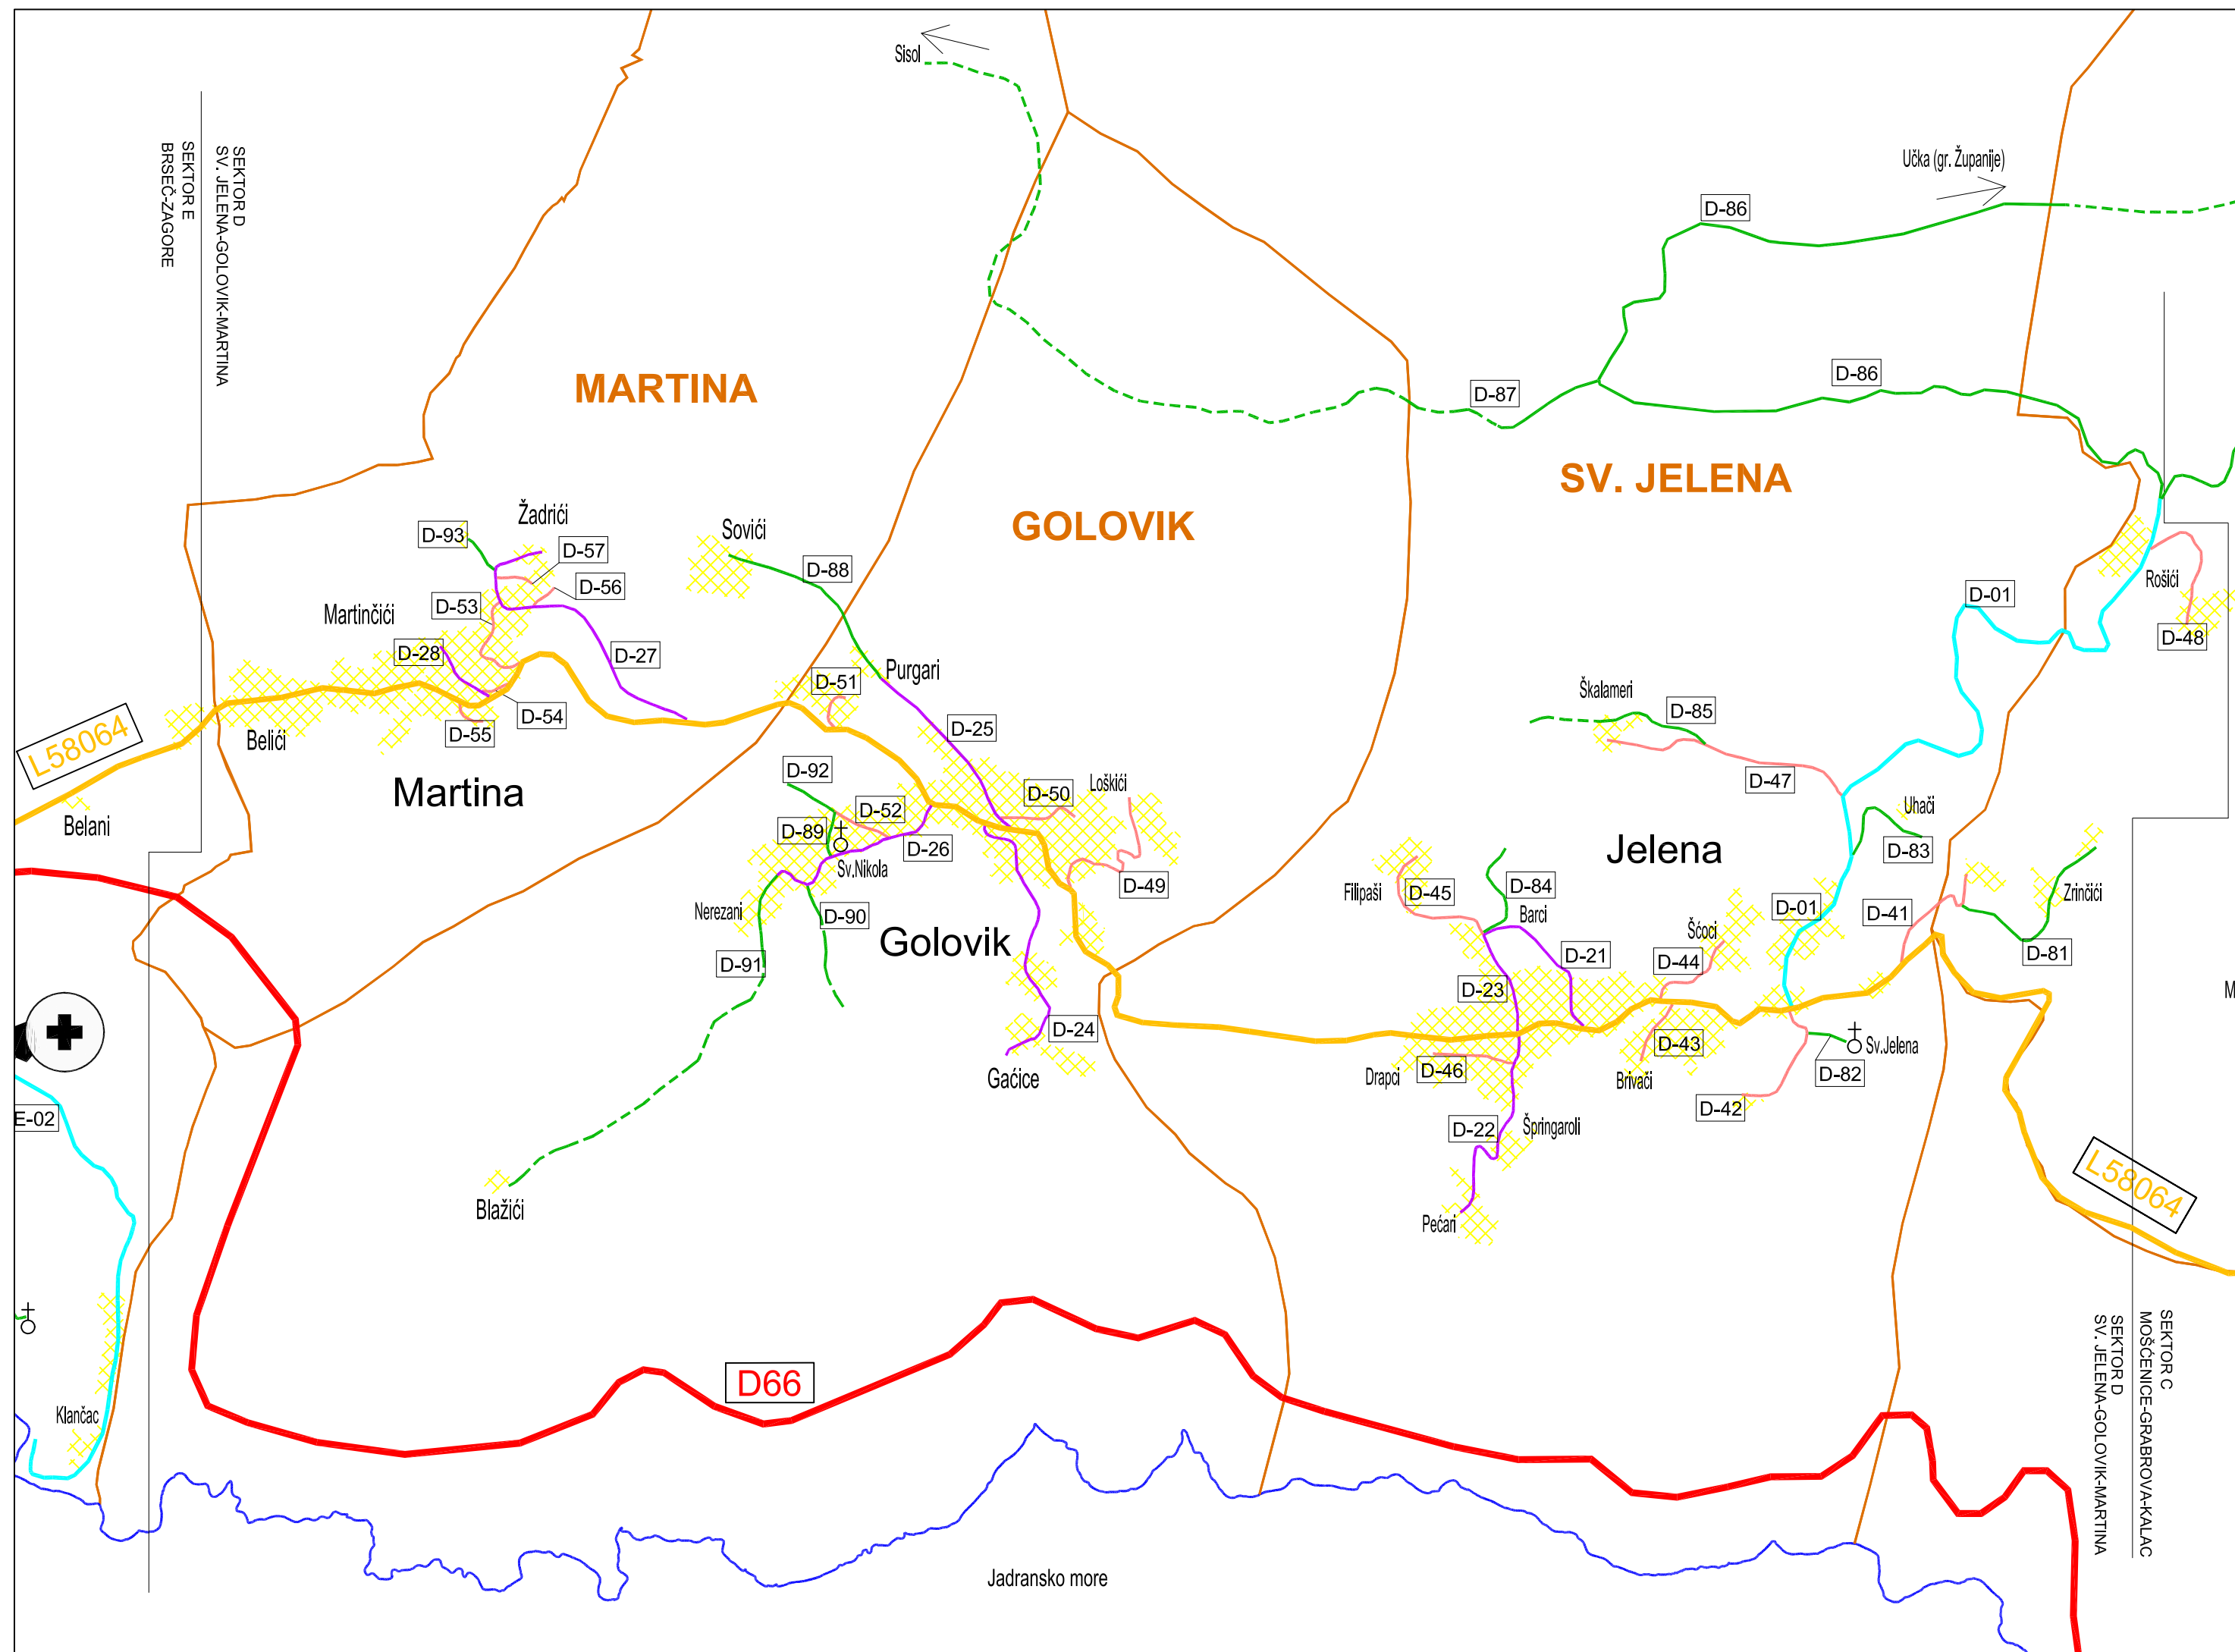 Sisol
Učka (gr. Županije)
SEKTOR D
SV. JELENA-GOLOVIK-MARTINA
SEKTOR E
BRSEČ-ZAGORE
D-86
MARTINA
D-87
D-86
SV. JELENA
GOLOVIK
Žadrići
Sovići
D-93
D-57
D-56
D-88
D-53
Martinčići
D-28
D-27
D-54
D-55
Belići
L58064
Belani
Martina
Purgari
D-51
D-25
D-92
D-52
D-89
D-26
Sv.Nikola
D-50
Loškići
D-49
Nerezani
D-90
D-91
Golovik
D-24
Gaćice
Blažići
Rošići
D-01
D-48
Škalameri
D-85
D-47
Uhači
D-83
Jelena
Filipaši
D-45
D-84
Barci
D-01
D-41
Zrinčići
D-81
Šćoci
D-44
D-21
D-23
D-43
Sv.Jelena
D-82
Drapci
D-46
Brivači
D-42
D-22
Špringaroli
Pećari
M
L58064
E-02
Klančac
D66
Jadransko more
SEKTOR C
MOŠĆENICE-GRABROVA-KALAC
SEKTOR D
SV. JELENA-GOLOVIK-MARTINA